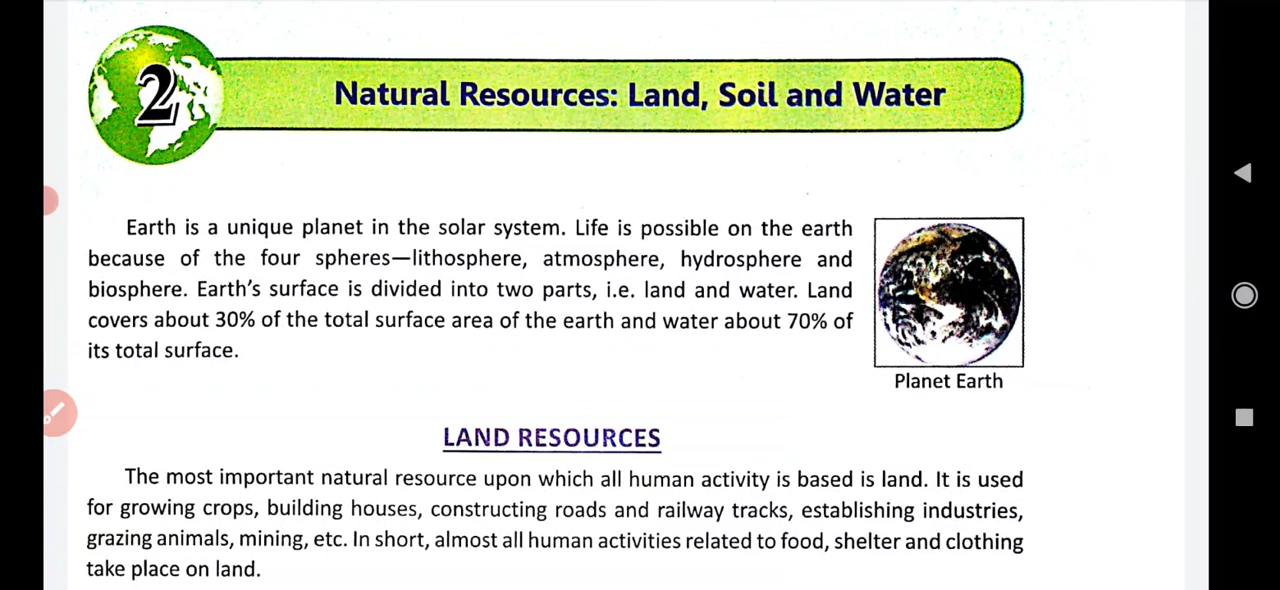 2
Natural Resources: Land, Soil and Water
Earth is a unique planet in the solar system. Life is possible on the earth
because of the four spheres—lithosphere, atmosphere, hydrosphere and
biosphere. Earth's surface is divided into two parts, i.e. land and water. Land
covers about 30% of the total surface area of the earth and water about 70% of
its total surface.
Planet Earth
LAND RESOURCES
The most important natural resource upon which all human activity is based is land. It is used
for growing crops, building houses, constructing roads and railway tracks, establishing industries,
grazing animals, mining, etc. In short, almost all human activities related to food, shelter and clothing
take place on land.